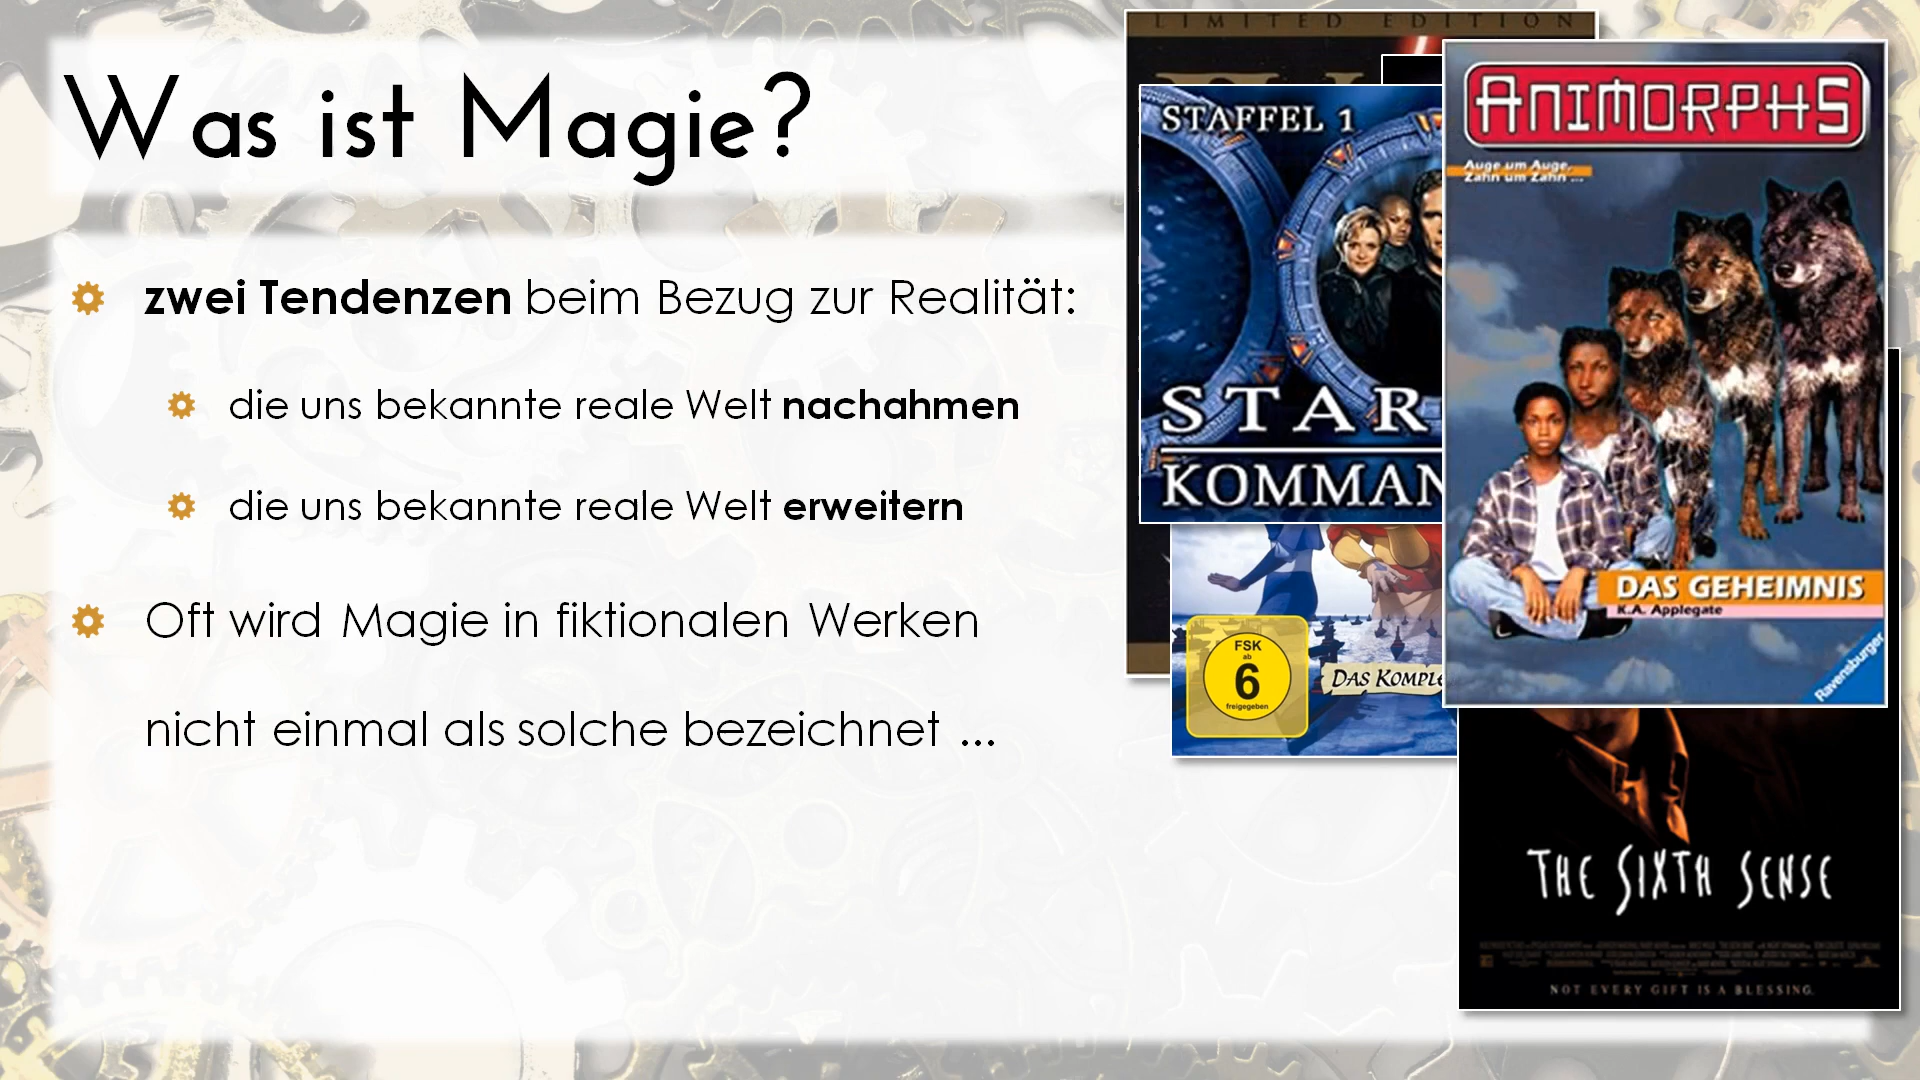 Was ist Magie?
zwei Tendenzen beim Bezug zur Realität:
die uns bekannte reale Welt nachahmen
die uns bekannte reale Welt erweitern
Oft wird Magie in fiktionalen Werken
nicht einmal als solche bezeichnet ...
LIMITED EDITION
STAFFEL 1
STAR
KOMMAN
FSK
ab
6
freigegeben
DAS KOMPLE
ANIMORPHS
Auge um Auge,
Zahn um Zahn ...
DAS GEHEIMNIS
K.A. Applegate
Ravensburger
THE SIXTH SENSE
NOT EVERY GIFT IS A BLESSING.